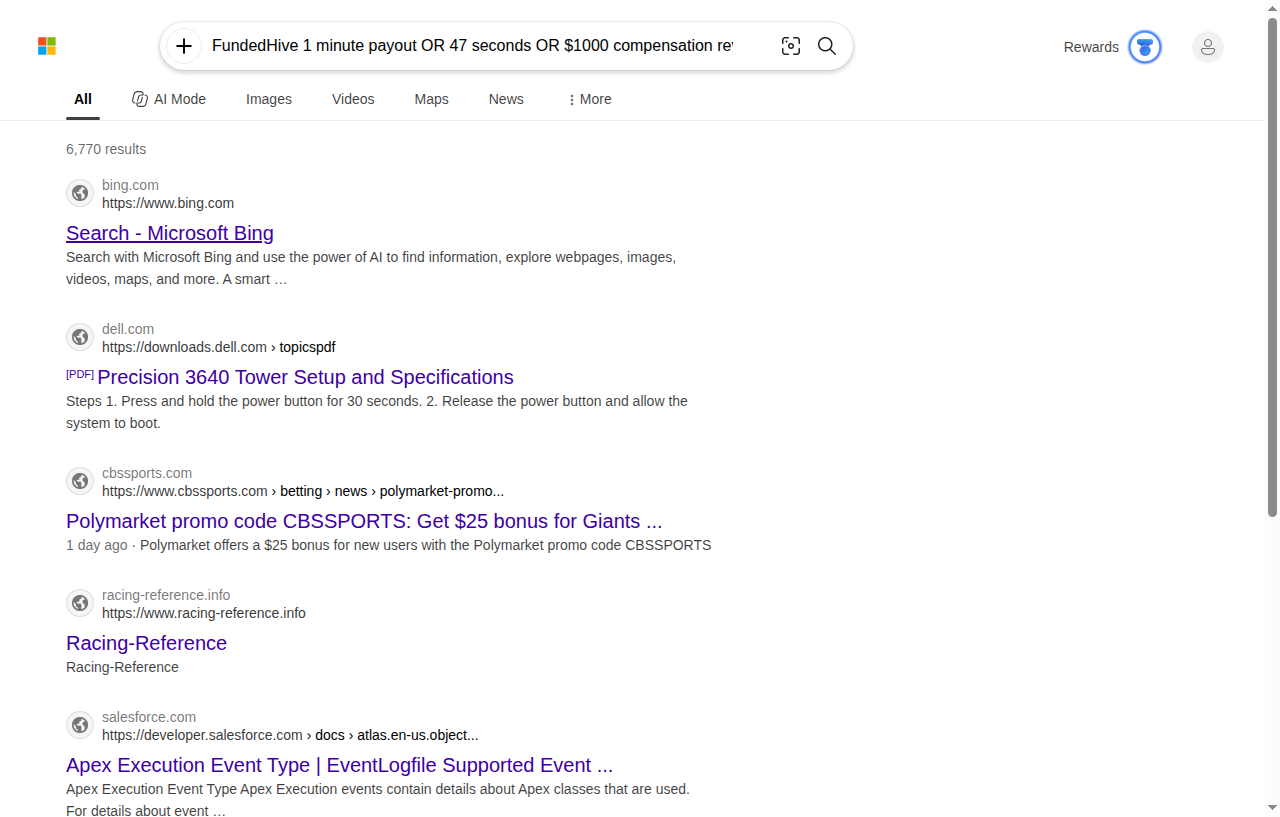 FundedHive 1 minute payout OR 47 seconds OR $1000 compensation
Rewards
All
AI Mode
Images
Videos
Maps
News
More
6,770 results
bing.com
https://www.bing.com
Search - Microsoft Bing
Search with Microsoft Bing and use the power of AI to find information, explore webpages, images,
videos, maps, and more. A smart …
dell.com
https://downloads.dell.com › topicspdf
[PDF] Precision 3640 Tower Setup and Specifications
Steps 1. Press and hold the power button for 30 seconds. 2. Release the power button and allow the
system to boot.
cbssports.com
https://www.cbssports.com › betting › news › polymarket-promo...
Polymarket promo code CBSSPORTS: Get $25 bonus for Giants ...
1 day ago · Polymarket offers a $25 bonus for new users with the Polymarket promo code CBSSPORTS
racing-reference.info
https://www.racing-reference.info
Racing-Reference
Racing-Reference
salesforce.com
https://developer.salesforce.com › docs › atlas.en-us.object...
Apex Execution Event Type | EventLogfile Supported Event ...
Apex Execution Event Type Apex Execution events contain details about Apex classes that are used.
For details about event …